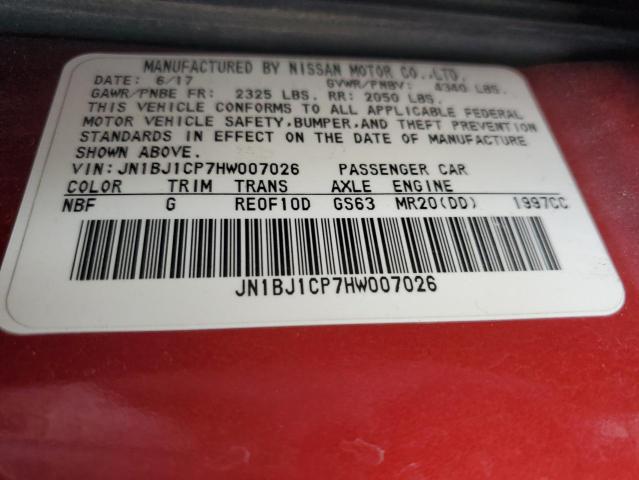 MANUFACTURED BY NISSAN MOTOR CO.,LTD.
DATE: 6/17 GVWR/PNBV: 4340 LBS.
GAWR/PNBE FR: 2325 LBS. RR: 2050 LBS.
THIS VEHICLE CONFORMS TO ALL APPLICABLE FEDERAL
MOTOR VEHICLE SAFETY,BUMPER,AND THEFT PREVENTION
STANDARDS IN EFFECT ON THE DATE OF MANUFACTURE
SHOWN ABOVE.
VIN: JN1BJ1CP7HW007026 PASSENGER CAR
COLOR TRIM TRANS AXLE ENGINE
NBF G RE0F10D GS63 MR20(DD) 1997CC
JN1BJ1CP7HW007026